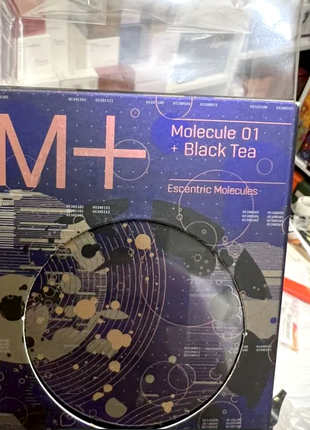 M+
Molecule 01
+ Black Tea
Escentric Molecules